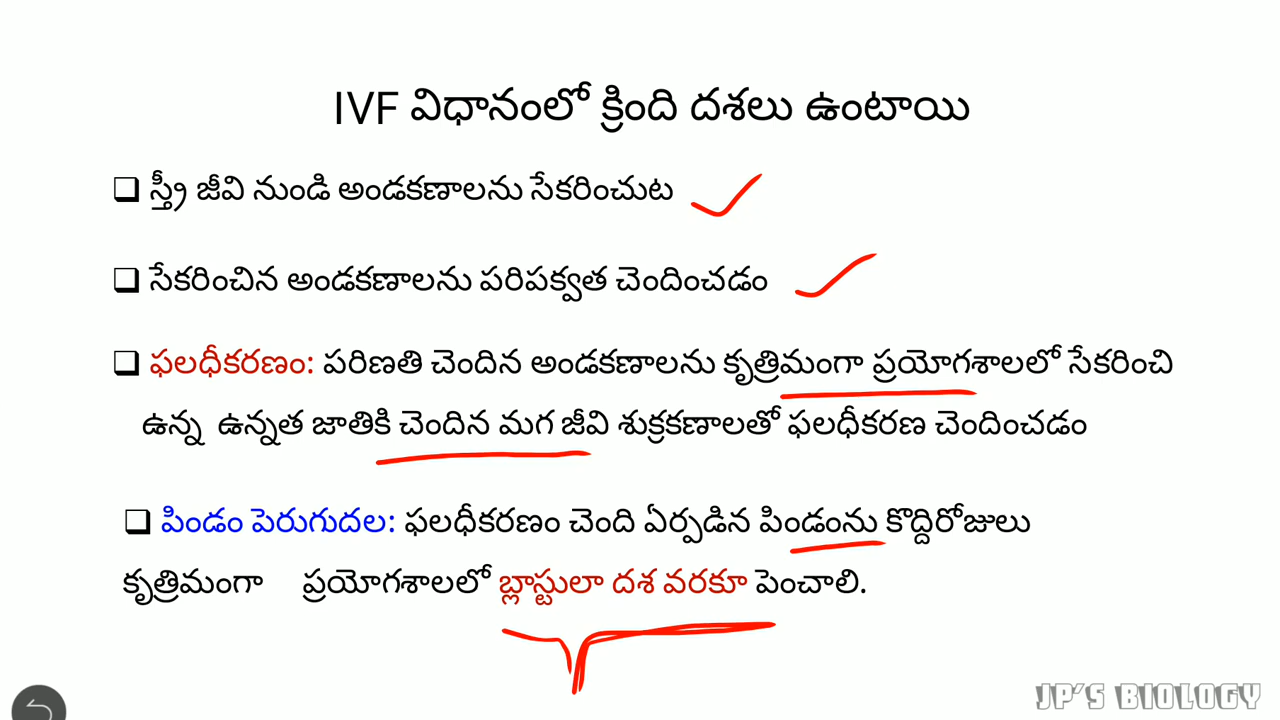 IVF విధానంలో క్రింది దశలు ఉంటాయి
❑ స్త్రీ జీవి నుండి అండకణాలను సేకరించుట
❑ సేకరించిన అండకణాలను పరిపక్వత చెందించడం
❑ ఫలధీకరణం: పరిణతి చెందిన అండకణాలను కృత్రిమంగా ప్రయోగశాలలో సేకరించి
ఉన్న ఉన్నత జాతికి చెందిన మగ జీవి శుక్రకణాలతో ఫలధీకరణ చెందించడం
❑ పిండం పెరుగుదల: ఫలధీకరణం చెంది ఏర్పడిన పిండంను కొద్దిరోజులు
కృత్రిమంగా ప్రయోగశాలలో బ్లాస్టులా దశ వరకూ పెంచాలి.
JP'S BIOLOGY